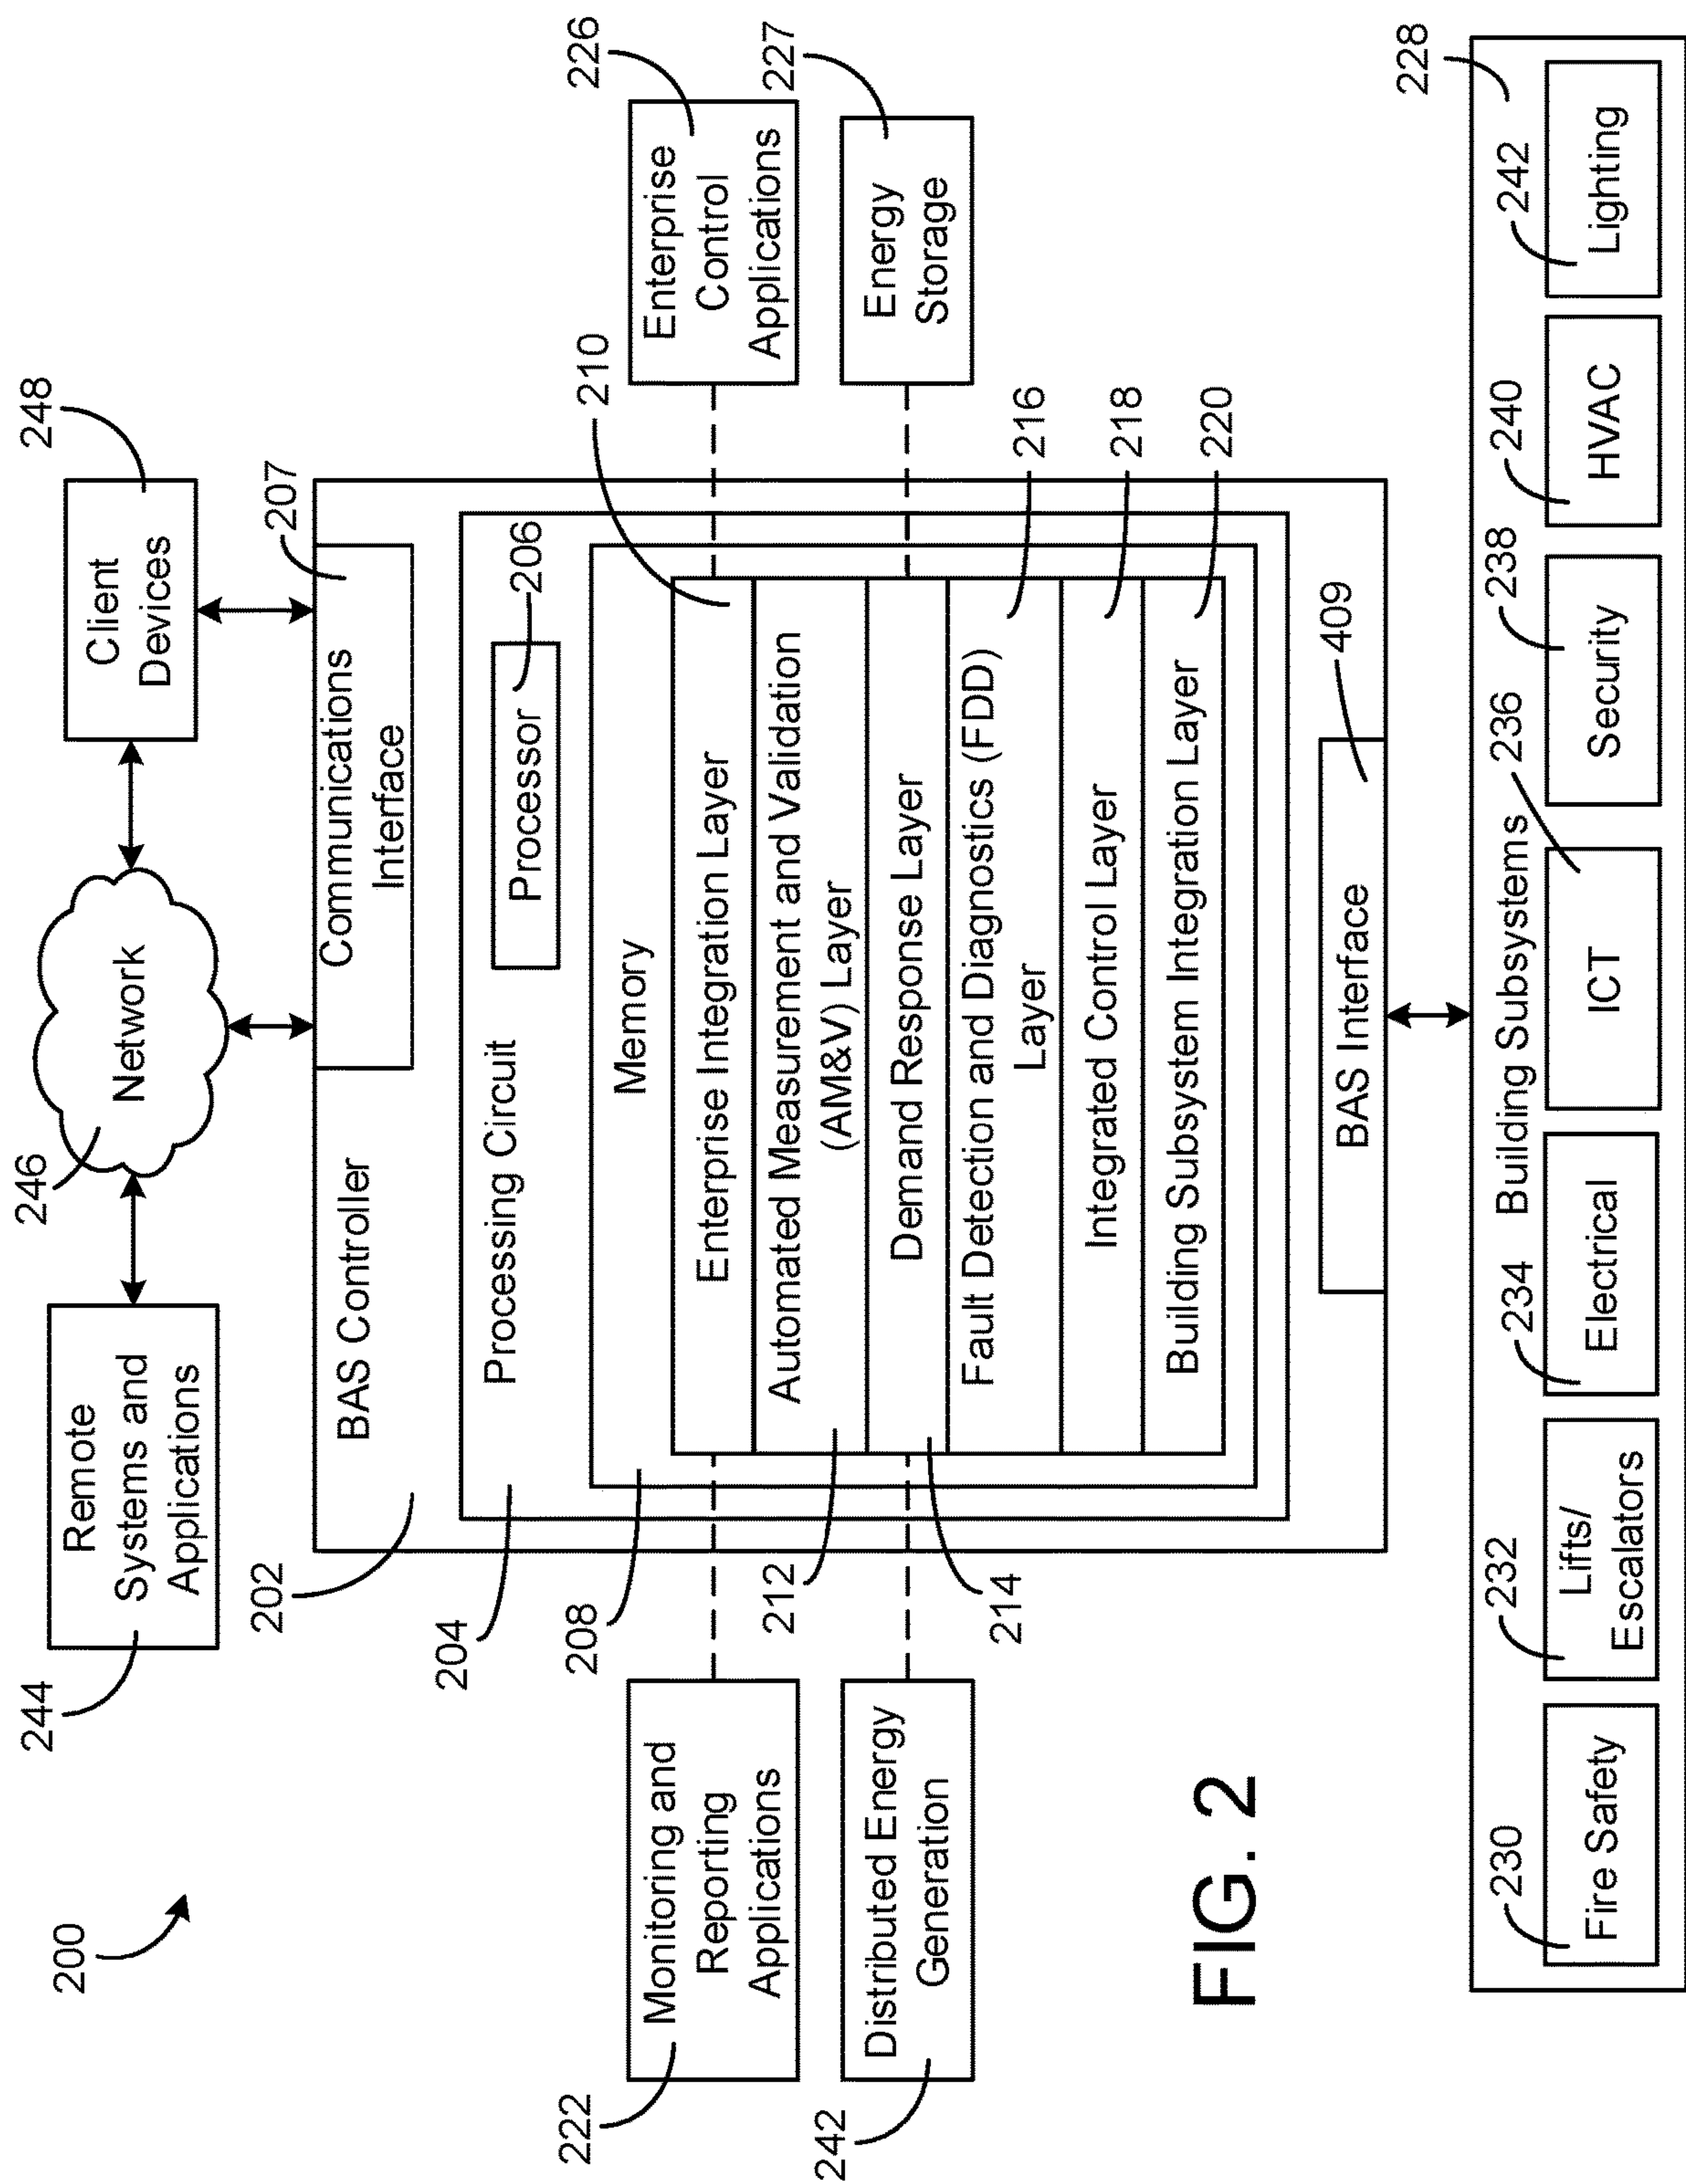 200
244
Remote
Systems and
Applications
246
Network
248
Client
Devices
202
BAS Controller
207
Communications
Interface
204
Processing Circuit
Processor
206
208
Memory
210
Enterprise Integration Layer
Automated Measurement and Validation
(AM&V) Layer
212
Demand Response Layer
214
Fault Detection and Diagnostics (FDD)
Layer
216
Integrated Control Layer
218
Building Subsystem Integration Layer
220
BAS Interface
409
222
Monitoring and
Reporting
Applications
242
Distributed Energy
Generation
226
Enterprise
Control
Applications
227
Energy
Storage
228
Building Subsystems
230
Fire Safety
232
Lifts/
Escalators
234
Electrical
236
ICT
238
Security
240
HVAC
242
Lighting
FIG. 2